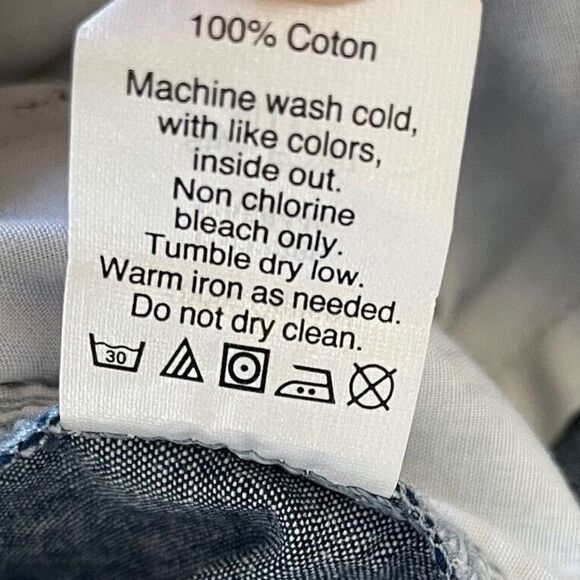 100% Coton
Machine wash cold,
with like colors,
inside out.
Non chlorine
bleach only.
Tumble dry low.
Warm iron as needed.
Do not dry clean.
30